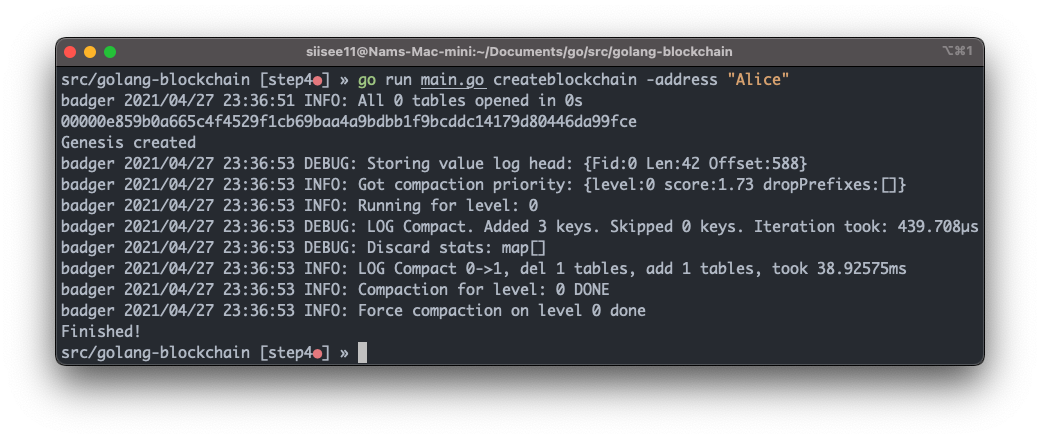 siisee11@Nams-Mac-mini:~/Documents/go/src/golang-blockchain ⌥⌘1
src/golang-blockchain [step4●] » go run main.go createblockchain -address "Alice"
badger 2021/04/27 23:36:51 INFO: All 0 tables opened in 0s
00000e859b0a665c4f4529f1cb69baa4a9bdbb1f9bcddc14179d80446da99fce
Genesis created
badger 2021/04/27 23:36:53 DEBUG: Storing value log head: {Fid:0 Len:42 Offset:588}
badger 2021/04/27 23:36:53 INFO: Got compaction priority: {level:0 score:1.73 dropPrefixes:[]}
badger 2021/04/27 23:36:53 INFO: Running for level: 0
badger 2021/04/27 23:36:53 DEBUG: LOG Compact. Added 3 keys. Skipped 0 keys. Iteration took: 439.708µs
badger 2021/04/27 23:36:53 DEBUG: Discard stats: map[]
badger 2021/04/27 23:36:53 INFO: LOG Compact 0->1, del 1 tables, add 1 tables, took 38.92575ms
badger 2021/04/27 23:36:53 INFO: Compaction for level: 0 DONE
badger 2021/04/27 23:36:53 INFO: Force compaction on level 0 done
Finished!
src/golang-blockchain [step4●] »